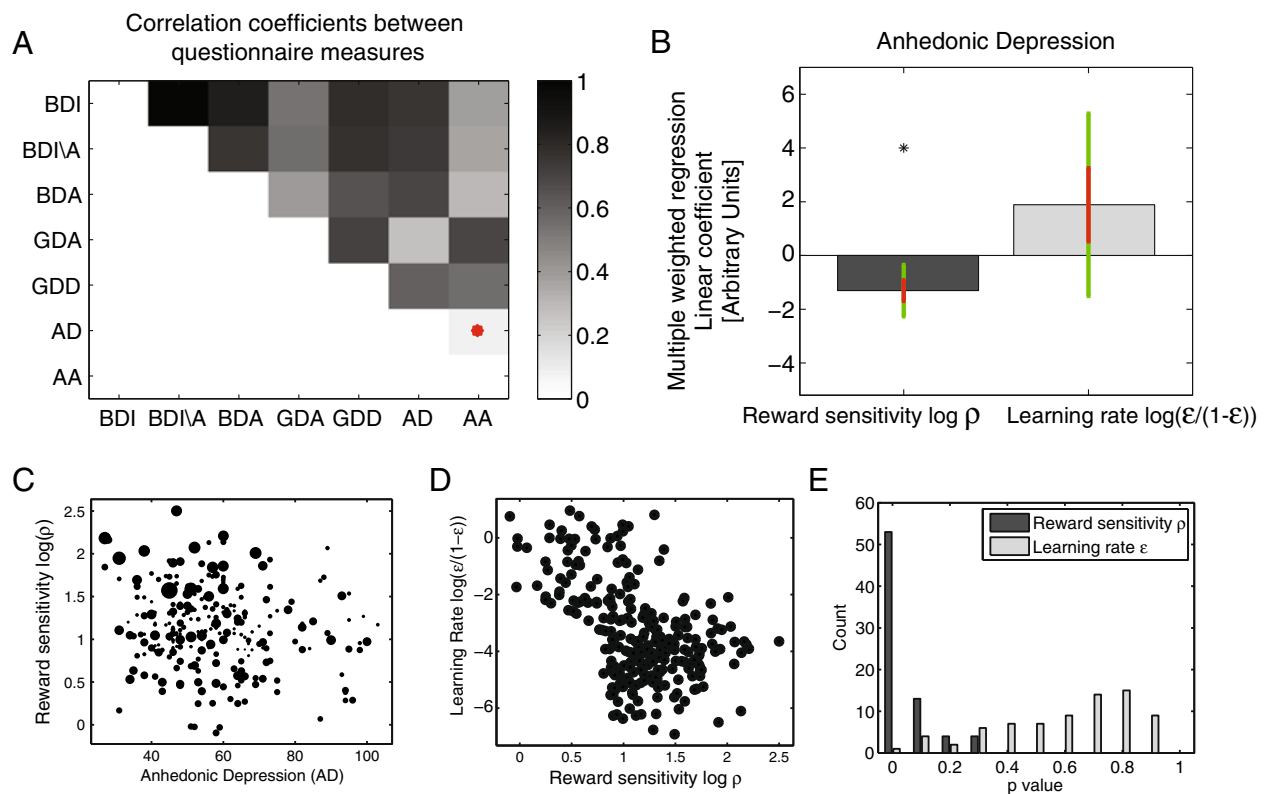 A
Correlation coefficients between
questionnaire measures
BDI
BDI\A
BDA
GDA
GDD
AD
AA
BDI BDI\A BDA GDA GDD AD AA
1
0.8
0.6
0.4
0.2
0
B
Anhedonic Depression
Multiple weighted regression
Linear coefficient
[Arbitrary Units]
6
4
2
0
−2
−4
*
Reward sensitivity log ρ
Learning rate log(ε/(1-ε))
C
Reward sensitivity log(ρ)
2.5
2
1.5
1
0.5
0
40 60 80 100
Anhedonic Depression (AD)
D
Learning Rate log(ε/(1−ε))
0
−2
−4
−6
0 0.5 1 1.5 2 2.5
Reward sensitivity log ρ
E
Count
60
50
40
30
20
10
0
Reward sensitivity ρ
Learning rate ε
0 0.2 0.4 0.6 0.8 1
p value